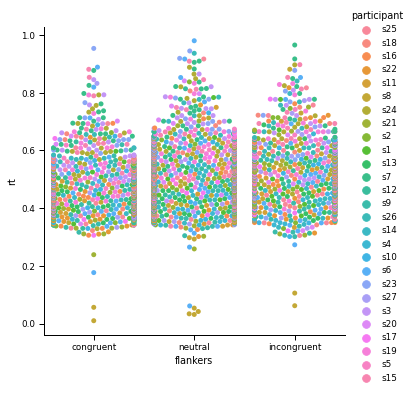 participant
s25
s18
s16
s22
s11
s8
s24
s21
s2
s1
s13
s7
s12
s9
s26
s14
s4
s10
s6
s23
s27
s3
s20
s17
s19
s5
s15
1.0
0.8
0.6
0.4
0.2
0.0
rt
congruent neutral incongruent
flankers